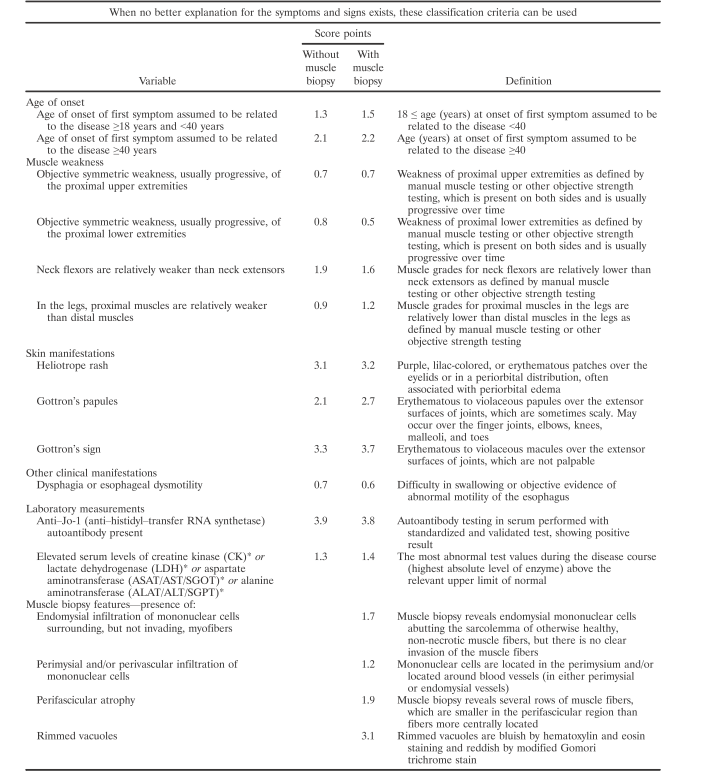 When no better explanation for the symptoms and signs exists, these classification criteria can be used
Score points
Variable
Without muscle biopsy
With muscle biopsy
Definition
Age of onset
Age of onset of first symptom assumed to be related to the disease ≥18 years and <40 years 1.3 1.5 18 ≤ age (years) at onset of first symptom assumed to be related to the disease <40
Age of onset of first symptom assumed to be related to the disease ≥40 years 2.1 2.2 Age (years) at onset of first symptom assumed to be related to the disease ≥40
Muscle weakness
Objective symmetric weakness, usually progressive, of the proximal upper extremities 0.7 0.7 Weakness of proximal upper extremities as defined by manual muscle testing or other objective strength testing, which is present on both sides and is usually progressive over time
Objective symmetric weakness, usually progressive, of the proximal lower extremities 0.8 0.5 Weakness of proximal lower extremities as defined by manual muscle testing or other objective strength testing, which is present on both sides and is usually progressive over time
Neck flexors are relatively weaker than neck extensors 1.9 1.6 Muscle grades for neck flexors are relatively lower than neck extensors as defined by manual muscle testing or other objective strength testing
In the legs, proximal muscles are relatively weaker than distal muscles 0.9 1.2 Muscle grades for proximal muscles in the legs are relatively lower than distal muscles in the legs as defined by manual muscle testing or other objective strength testing
Skin manifestations
Heliotrope rash 3.1 3.2 Purple, lilac-colored, or erythematous patches over the eyelids or in a periorbital distribution, often associated with periorbital edema
Gottron's papules 2.1 2.7 Erythematous to violaceous papules over the extensor surfaces of joints, which are sometimes scaly. May occur over the finger joints, elbows, knees, malleoli, and toes
Gottron's sign 3.3 3.7 Erythematous to violaceous macules over the extensor surfaces of joints, which are not palpable
Other clinical manifestations
Dysphagia or esophageal dysmotility 0.7 0.6 Difficulty in swallowing or objective evidence of abnormal motility of the esophagus
Laboratory measurements
Anti–Jo-1 (anti–histidyl–transfer RNA synthetase) autoantibody present 3.9 3.8 Autoantibody testing in serum performed with standardized and validated test, showing positive result
Elevated serum levels of creatine kinase (CK)* or lactate dehydrogenase (LDH)* or aspartate aminotransferase (ASAT/AST/SGOT)* or alanine aminotransferase (ALAT/ALT/SGPT)* 1.3 1.4 The most abnormal test values during the disease course (highest absolute level of enzyme) above the relevant upper limit of normal
Muscle biopsy features—presence of:
Endomysial infiltration of mononuclear cells surrounding, but not invading, myofibers 1.7 Muscle biopsy reveals endomysial mononuclear cells abutting the sarcolemma of otherwise healthy, non-necrotic muscle fibers, but there is no clear invasion of the muscle fibers
Perimysial and/or perivascular infiltration of mononuclear cells 1.2 Mononuclear cells are located in the perimysium and/or located around blood vessels (in either perimysial or endomysial vessels)
Perifascicular atrophy 1.9 Muscle biopsy reveals several rows of muscle fibers, which are smaller in the perifascicular region than fibers more centrally located
Rimmed vacuoles 3.1 Rimmed vacuoles are bluish by hematoxylin and eosin staining and reddish by modified Gomori trichrome stain